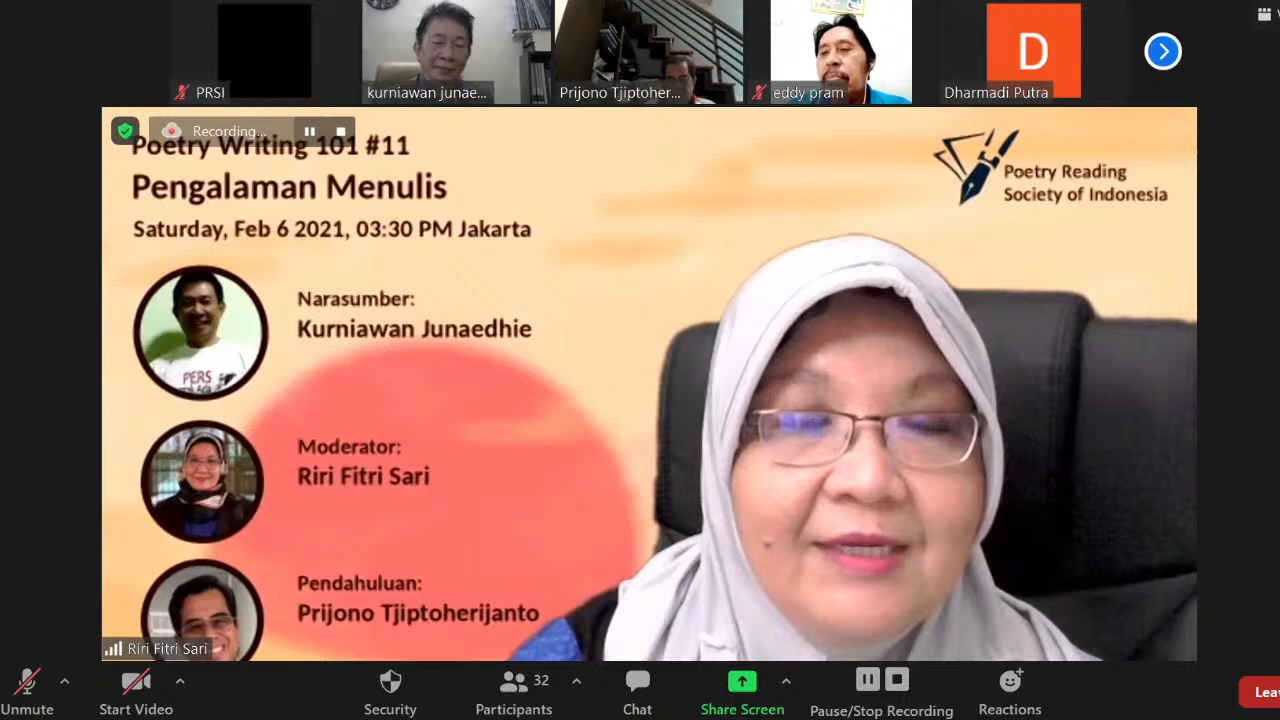 PRSI
kurniawan junae...
Prijono Tjiptoher...
eddy pram
D
Dharmadi Putra
Recording...
Poetry Writing 101 #11
Pengalaman Menulis
Saturday, Feb 6 2021, 03:30 PM Jakarta
Poetry Reading
Society of Indonesia
Narasumber:
Kurniawan Junaedhie
PERS
Moderator:
Riri Fitri Sari
Pendahuluan:
Prijono Tjiptoherijanto
Riri Fitri Sari
Unmute
Start Video
Security
32
Participants
Chat
Share Screen
Pause/Stop Recording
Reactions
Lea